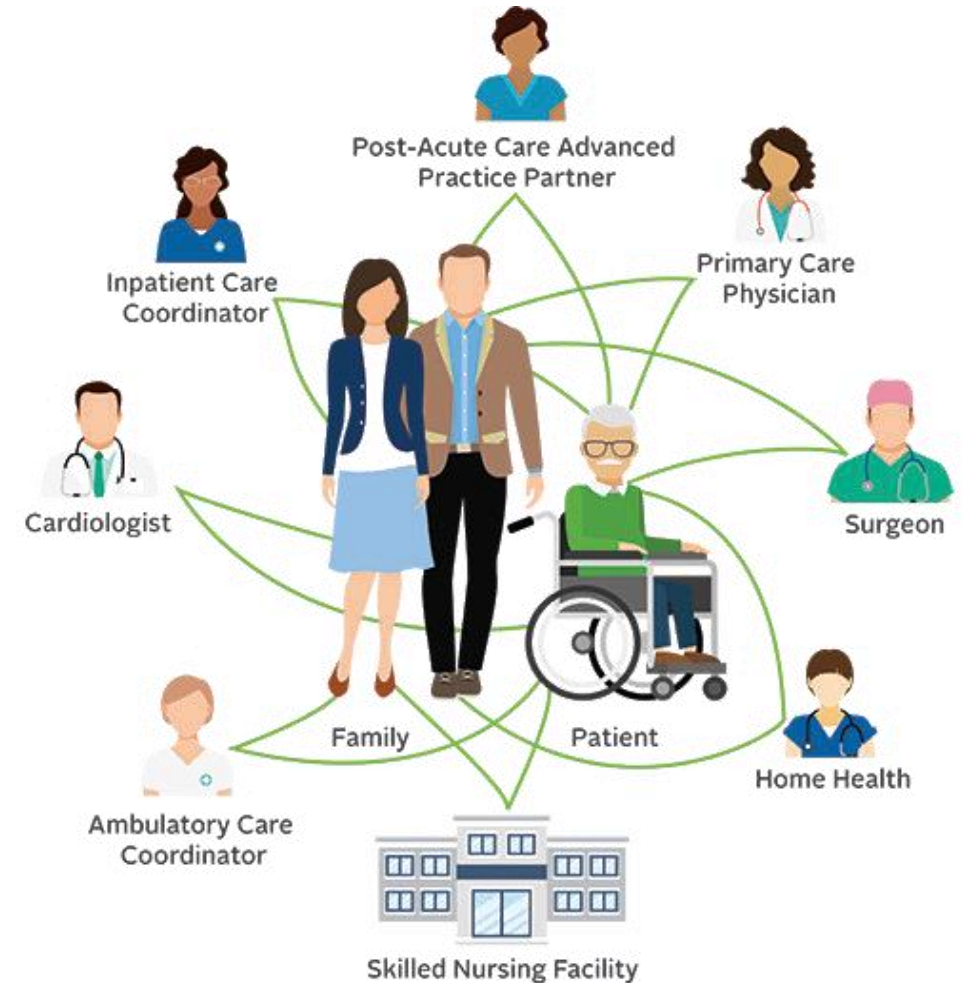 Post-Acute Care Advanced
Practice Partner
Primary Care
Physician
Inpatient Care
Coordinator
Cardiologist
Surgeon
Family
Patient
Home Health
Ambulatory Care
Coordinator
Skilled Nursing Facility